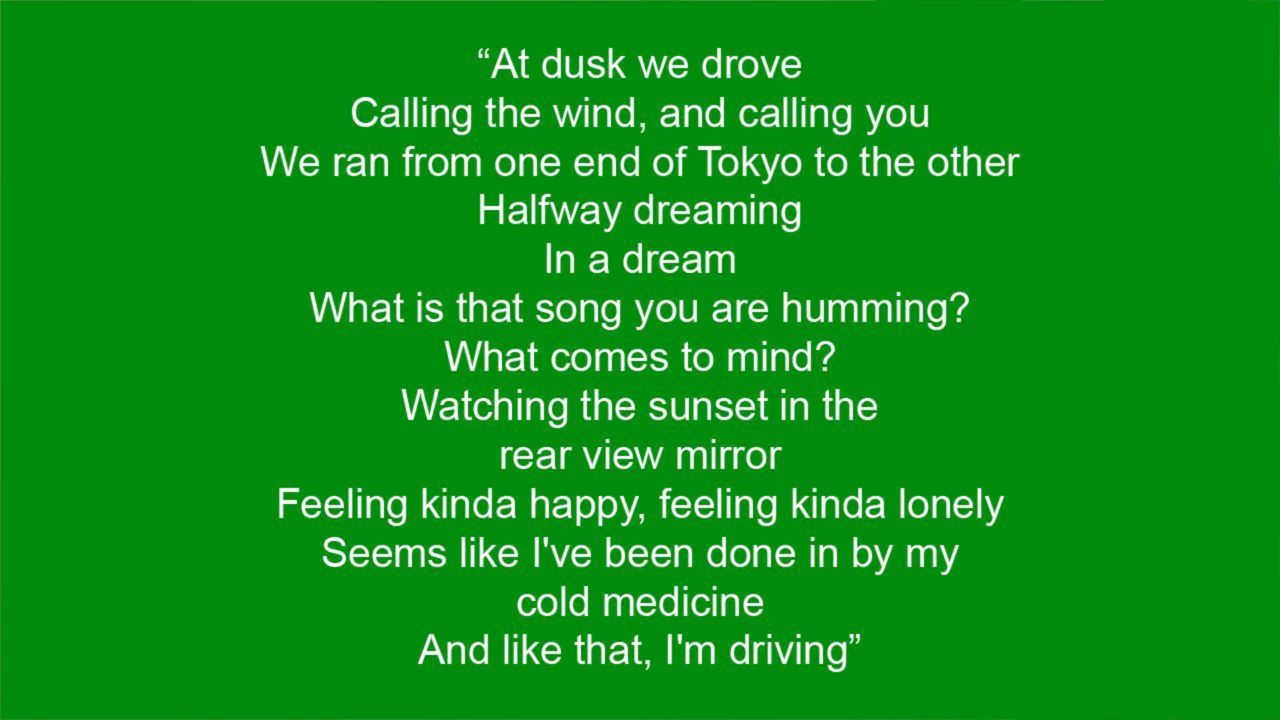 “At dusk we drove
Calling the wind, and calling you
We ran from one end of Tokyo to the other
Halfway dreaming
In a dream
What is that song you are humming?
What comes to mind?
Watching the sunset in the
rear view mirror
Feeling kinda happy, feeling kinda lonely
Seems like I've been done in by my
cold medicine
And like that, I'm driving”